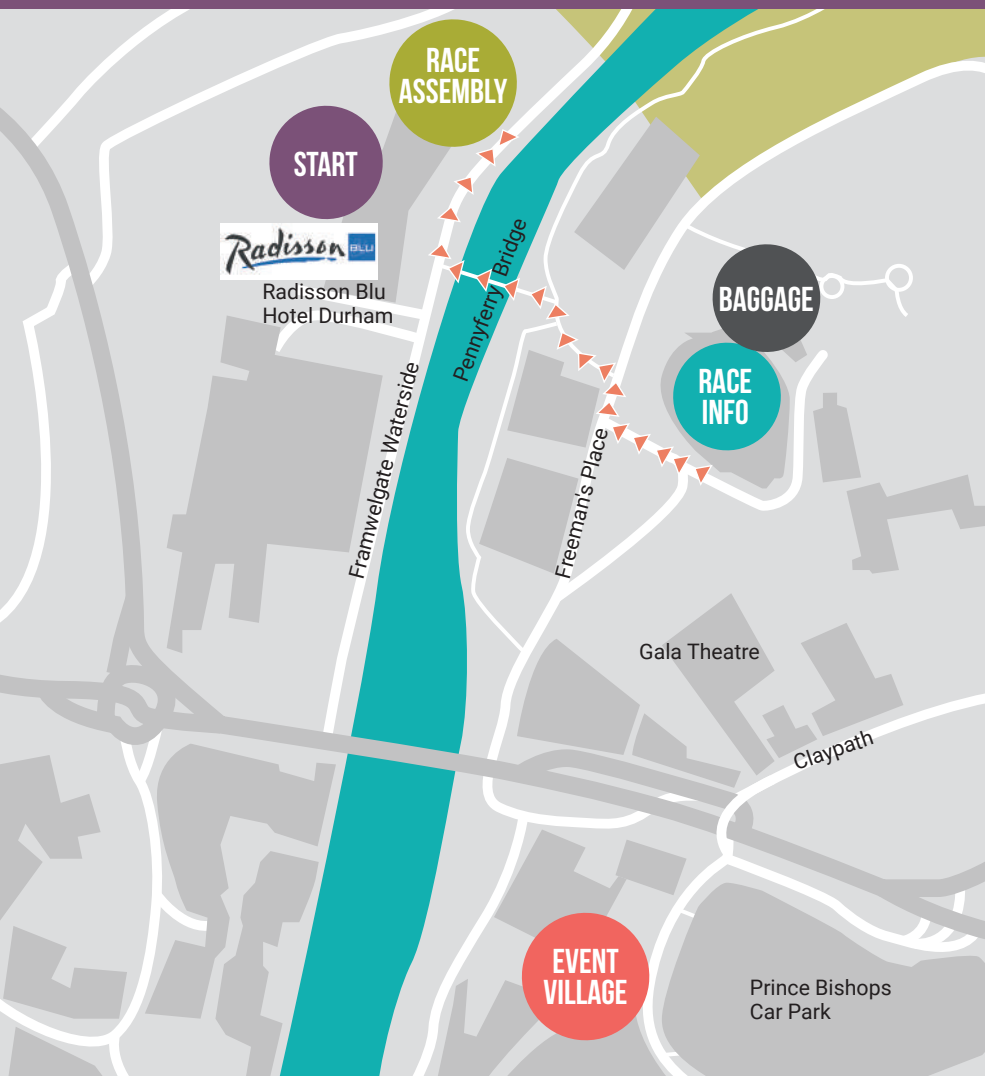 RACE
ASSEMBLY
START
Radisson BLU
Radisson Blu
Hotel Durham
Pennyferry Bridge
BAGGAGE
RACE
INFO
Framwelgate Waterside
Freeman's Place
Gala Theatre
Claypath
EVENT
VILLAGE
Prince Bishops
Car Park